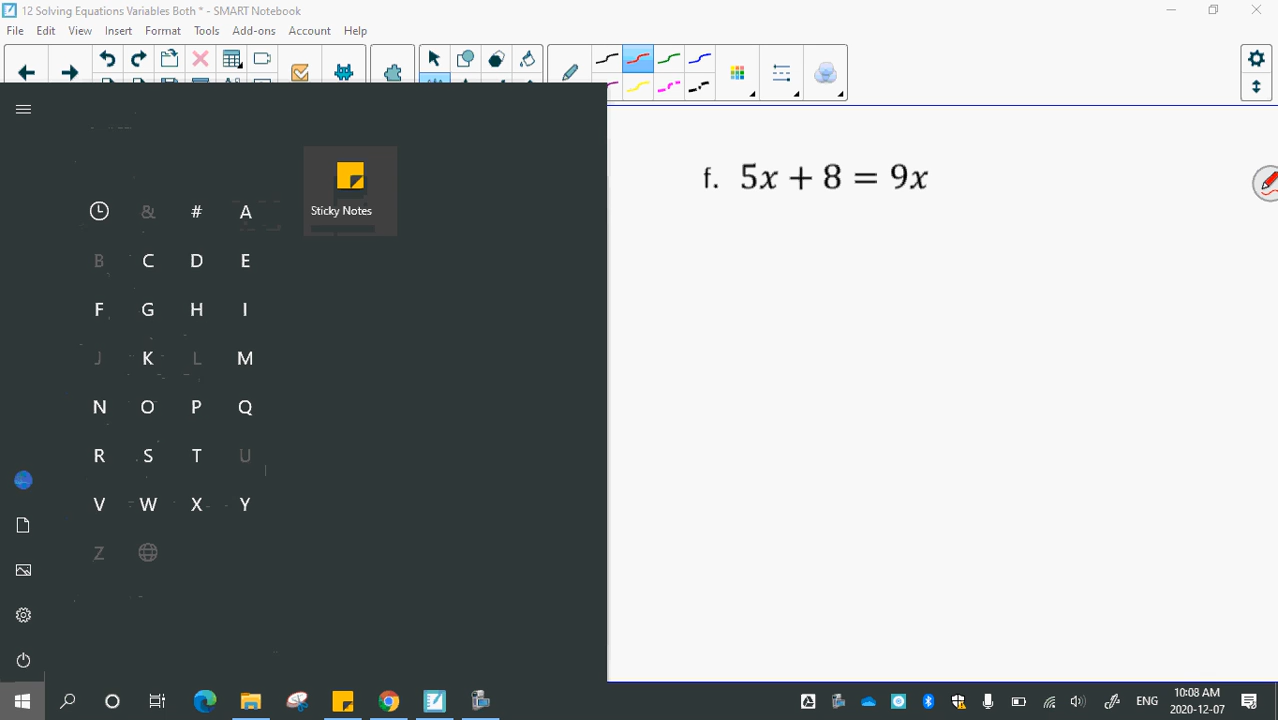 12 Solving Equations Variables Both * - SMART Notebook
File Edit View Insert Format Tools Add-ons Account Help
f. 5x + 8 = 9x
Sticky Notes
& # A
B C D E
F G H I
J K L M
N O P Q
R S T U
V W X Y
Z
ENG
10:08 AM
2020-12-07